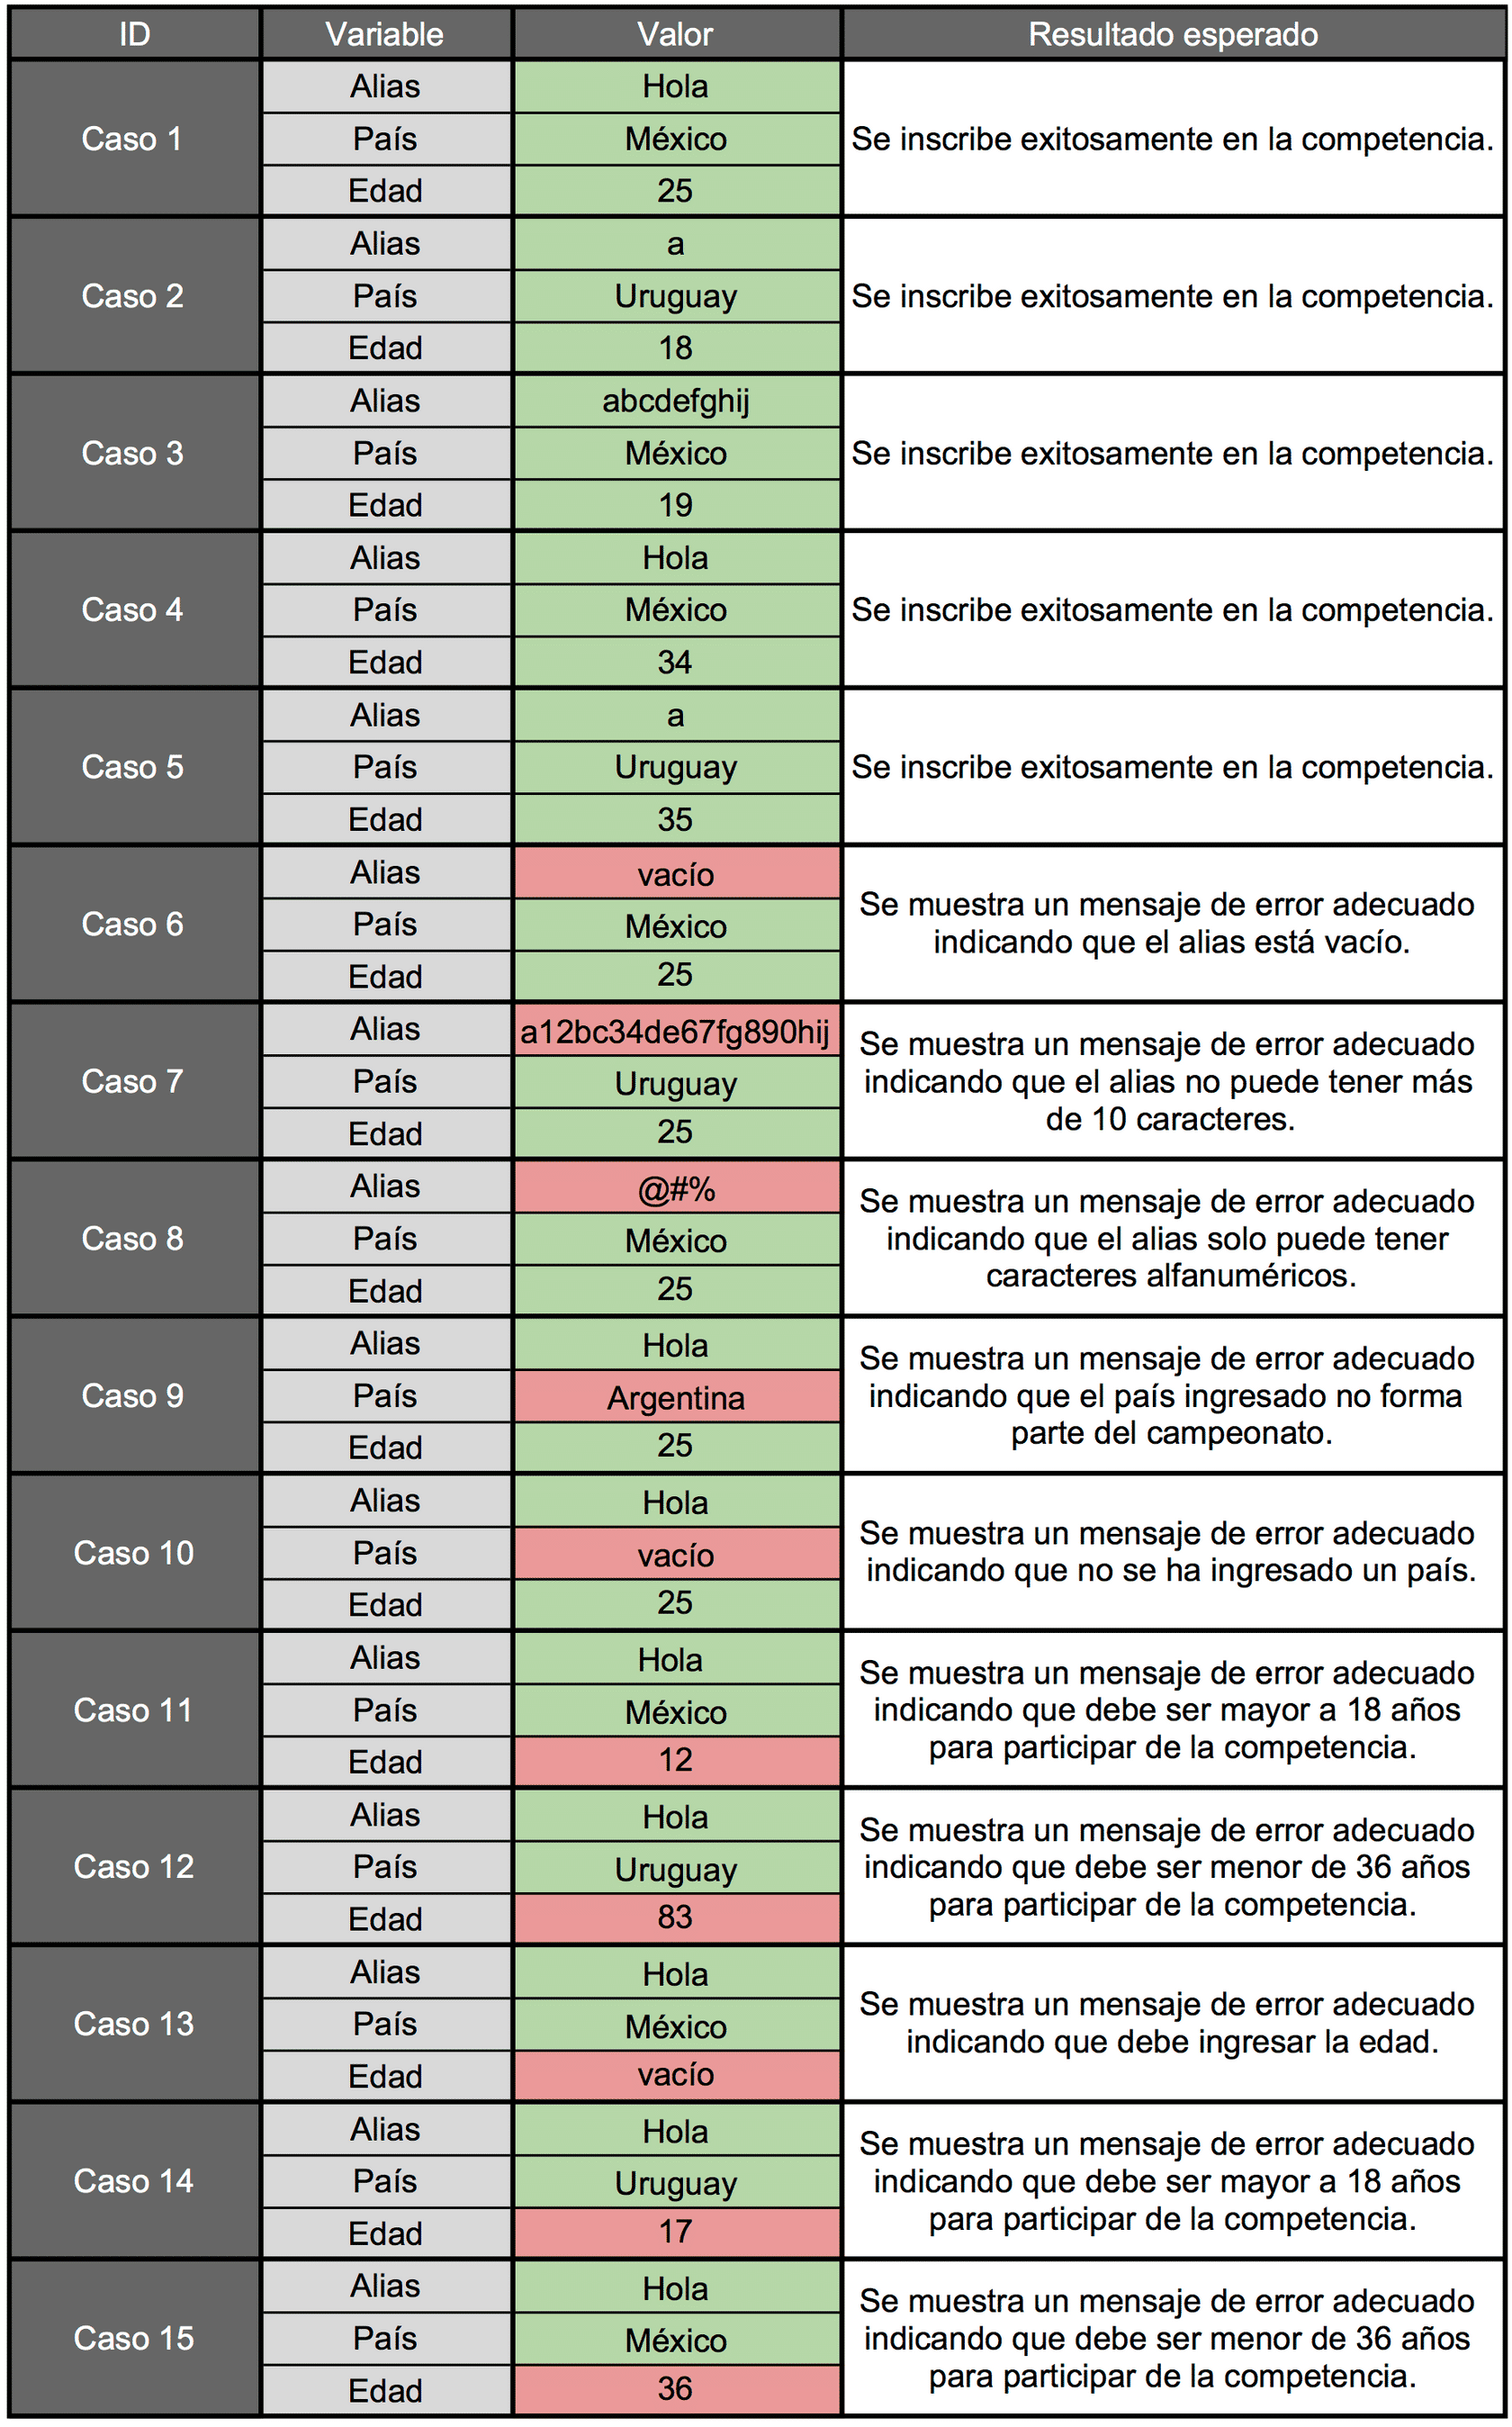 ID Variable Valor Resultado esperado
Alias Hola
Caso 1 País México Se inscribe exitosamente en la competencia.
Edad 25
Alias a
Caso 2 País Uruguay Se inscribe exitosamente en la competencia.
Edad 18
Alias abcdefghij
Caso 3 País México Se inscribe exitosamente en la competencia.
Edad 19
Alias Hola
Caso 4 País México Se inscribe exitosamente en la competencia.
Edad 34
Alias a
Caso 5 País Uruguay Se inscribe exitosamente en la competencia.
Edad 35
Caso 6
Alias vacío
País México
Edad 25
Se muestra un mensaje de error adecuado
indicando que el alias está vacío.
Caso 7
Alias a12bc34de67fg890hij
País Uruguay
Edad 25
Se muestra un mensaje de error adecuado
indicando que el alias no puede tener más
de 10 caracteres.
Caso 8
Alias @#%
País México
Edad 25
Se muestra un mensaje de error adecuado
indicando que el alias solo puede tener
caracteres alfanuméricos.
Caso 9
Alias Hola
País Argentina
Edad 25
Se muestra un mensaje de error adecuado
indicando que el país ingresado no forma
parte del campeonato.
Caso 10
Alias Hola
País vacío
Edad 25
Se muestra un mensaje de error adecuado
indicando que no se ha ingresado un país.
Caso 11
Alias Hola
País México
Edad 12
Se muestra un mensaje de error adecuado
indicando que debe ser mayor a 18 años
para participar de la competencia.
Caso 12
Alias Hola
País Uruguay
Edad 83
Se muestra un mensaje de error adecuado
indicando que debe ser menor de 36 años
para participar de la competencia.
Caso 13
Alias Hola
País México
Edad vacío
Se muestra un mensaje de error adecuado
indicando que debe ingresar la edad.
Caso 14
Alias Hola
País Uruguay
Edad 17
Se muestra un mensaje de error adecuado
indicando que debe ser mayor a 18 años
para participar de la competencia.
Caso 15
Alias Hola
País México
Edad 36
Se muestra un mensaje de error adecuado
indicando que debe ser menor de 36 años
para participar de la competencia.